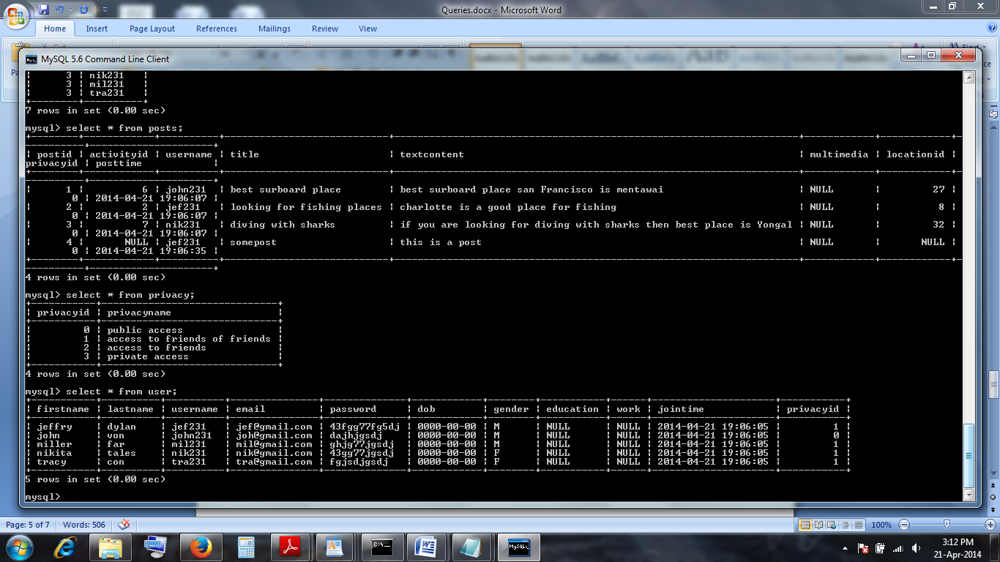 Queries.docx - Microsoft Word
Home Insert Page Layout References Mailings Review View
MySQL 5.6 Command Line Client
| 3 | nik231 |
| 3 | mil231 |
| 3 | tra231 |
7 rows in set (0.00 sec)
mysql> select * from posts;
| postid | activityid | username | title | textcontent | multimedia | locationid |
privacyid | posttime |
| 1 | 6 | john231 | best surboard place | best surboard place san Francisco is mentawai | NULL | 27 |
0 | 2014-04-21 19:06:07 |
| 2 | 2 | jef231 | looking for fishing places | charlotte is a good place for fishing | NULL | 8 |
0 | 2014-04-21 19:06:07 |
| 3 | 7 | nik231 | diving with sharks | if you are looking for diving with sharks then best place is Yongal | NULL | 32 |
0 | 2014-04-21 19:06:07 |
| 4 | NULL | jef231 | somepost | this is a post | NULL | NULL |
0 | 2014-04-21 19:06:35 |
4 rows in set (0.00 sec)
mysql> select * from privacy;
| privacyid | privacyname |
| 0 | public access |
| 1 | access to friends of friends |
| 2 | access to friends |
| 3 | private access |
4 rows in set (0.00 sec)
mysql> select * from user;
| firstname | lastname | username | email | password | dob | gender | education | work | jointime | privacyid |
| jeffry | dylan | jef231 | jef@gmail.com | 43fgg77fg5dj | 0000-00-00 | M | NULL | NULL | 2014-04-21 19:06:05 | 1 |
| john | von | john231 | joh@gmail.com | dajhjgsdj | 0000-00-00 | M | NULL | NULL | 2014-04-21 19:06:05 | 0 |
| miller | far | mil231 | mil@gmail.com | ghjg77jgsdj | 0000-00-00 | M | NULL | NULL | 2014-04-21 19:06:05 | 1 |
| nikita | tales | nik231 | nik@gmail.com | 43gg77jgsdj | 0000-00-00 | F | NULL | NULL | 2014-04-21 19:06:05 | 1 |
| tracy | con | tra231 | tra@gmail.com | fgjsdjgsdj | 0000-00-00 | F | NULL | NULL | 2014-04-21 19:06:05 | 1 |
5 rows in set (0.00 sec)
mysql>
Page: 5 of 7 Words: 506 100%
3:12 PM
21-Apr-2014